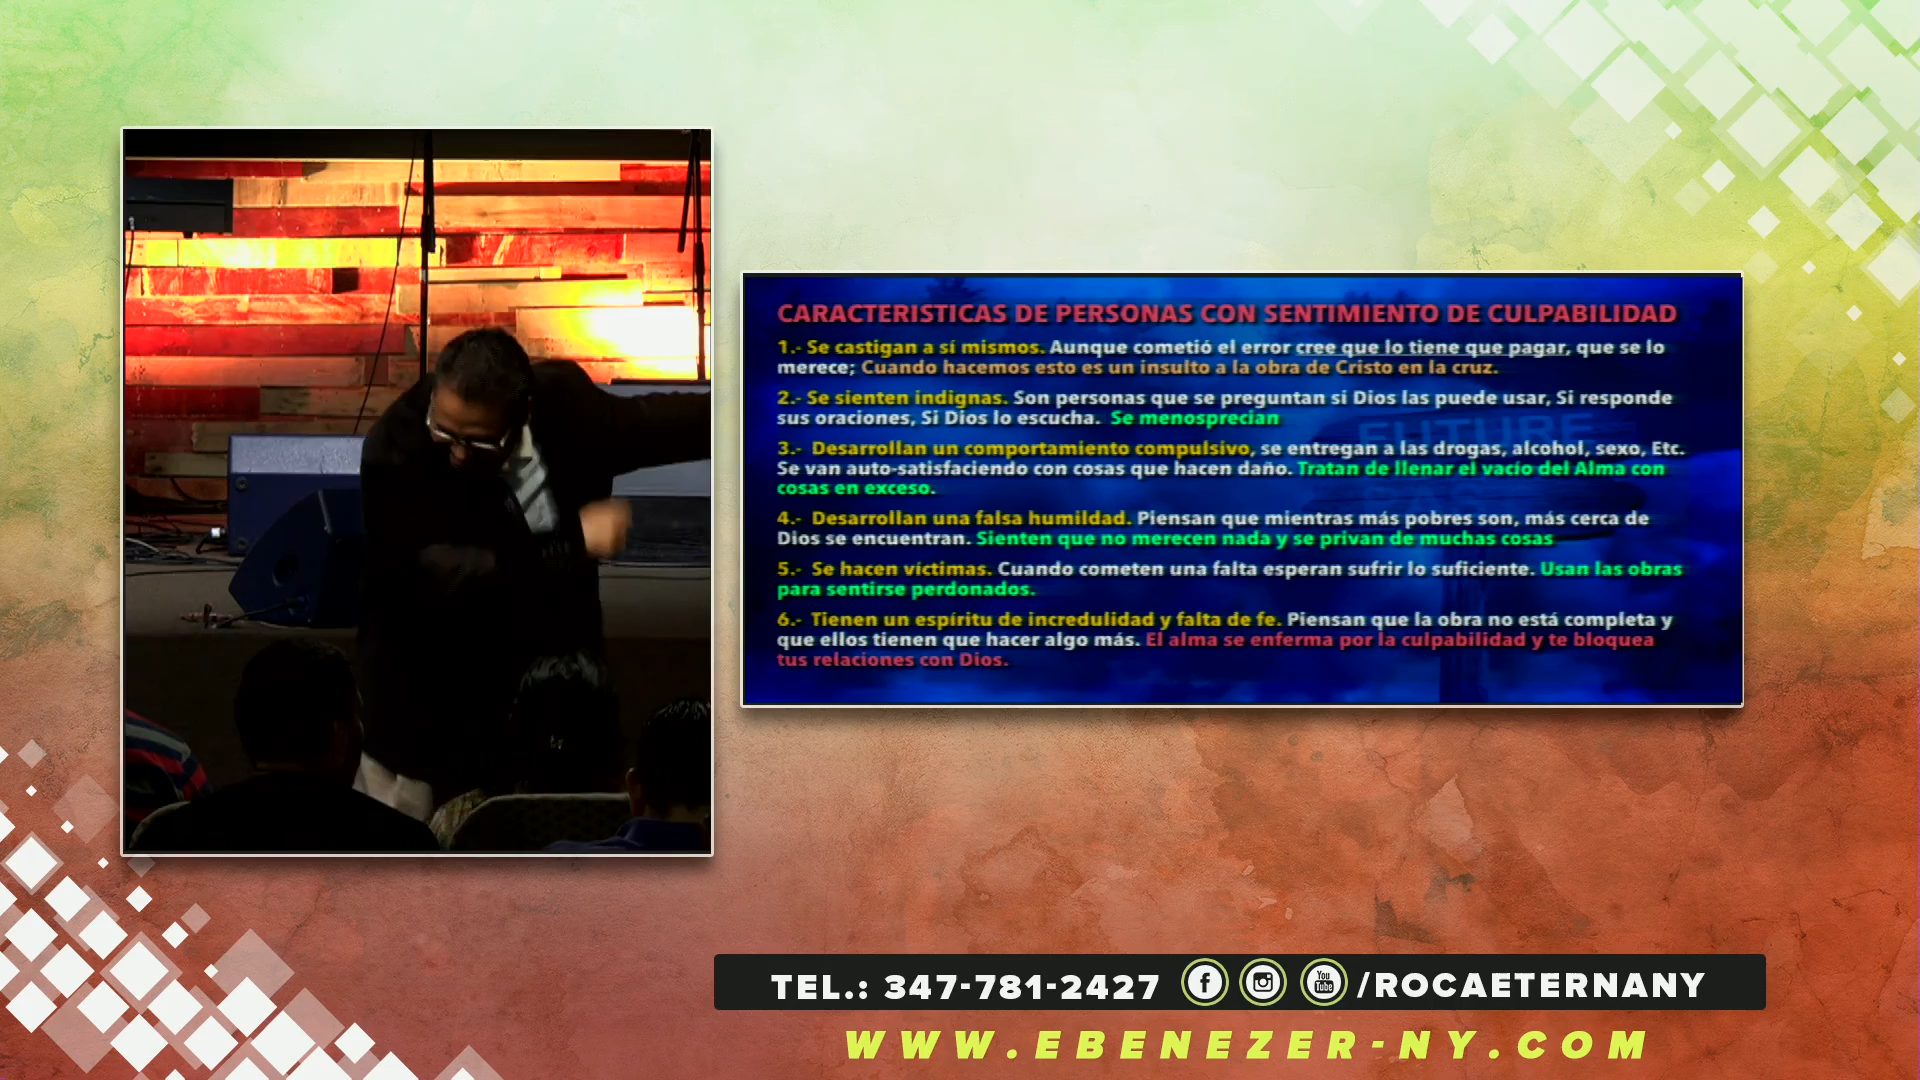 CARACTERISTICAS DE PERSONAS CON SENTIMIENTO DE CULPABILIDAD
1.- Se castigan a sí mismos. Aunque cometió el error cree que lo tiene que pagar, que se lo
merece; Cuando hacemos esto es un insulto a la obra de Cristo en la cruz.
2.- Se sienten indignas. Son personas que se preguntan si Dios las puede usar, Si responde
sus oraciones, Si Dios lo escucha. Se menosprecian
3.- Desarrollan un comportamiento compulsivo, se entregan a las drogas, alcohol, sexo, Etc.
Se van auto-satisfaciendo con cosas que hacen daño. Tratan de llenar el vacío del Alma con
cosas en exceso.
4.- Desarrollan una falsa humildad. Piensan que mientras más pobres son, más cerca de
Dios se encuentran. Sienten que no merecen nada y se privan de muchas cosas
5.- Se hacen víctimas. Cuando cometen una falta esperan sufrir lo suficiente. Usan las obras
para sentirse perdonados.
6.- Tienen un espíritu de incredulidad y falta de fe. Piensan que la obra no está completa y
que ellos tienen que hacer algo más. El alma se enferma por la culpabilidad y te bloquea
tus relaciones con Dios.
FUTURE
TEL.: 347-781-2427 f You Tube /ROCAETERNANY
WWW.EBENEZER-NY.COM